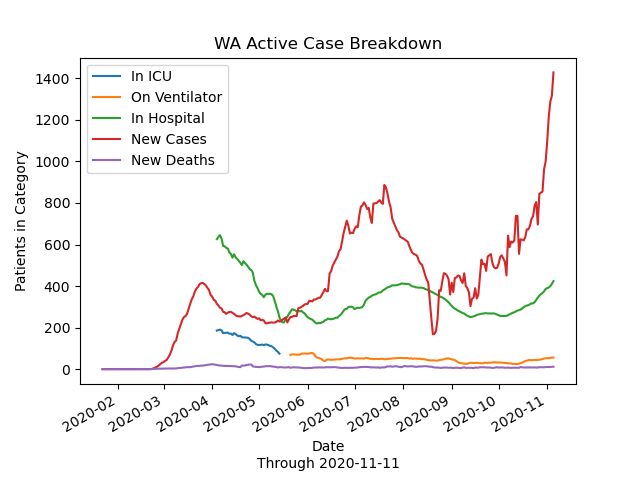 WA Active Case Breakdown
In ICU
On Ventilator
In Hospital
New Cases
New Deaths
Patients in Category
1400
1200
1000
800
600
400
200
0
2020-02
2020-03
2020-04
2020-05
2020-06
2020-07
2020-08
2020-09
2020-10
2020-11
Date
Through 2020-11-11